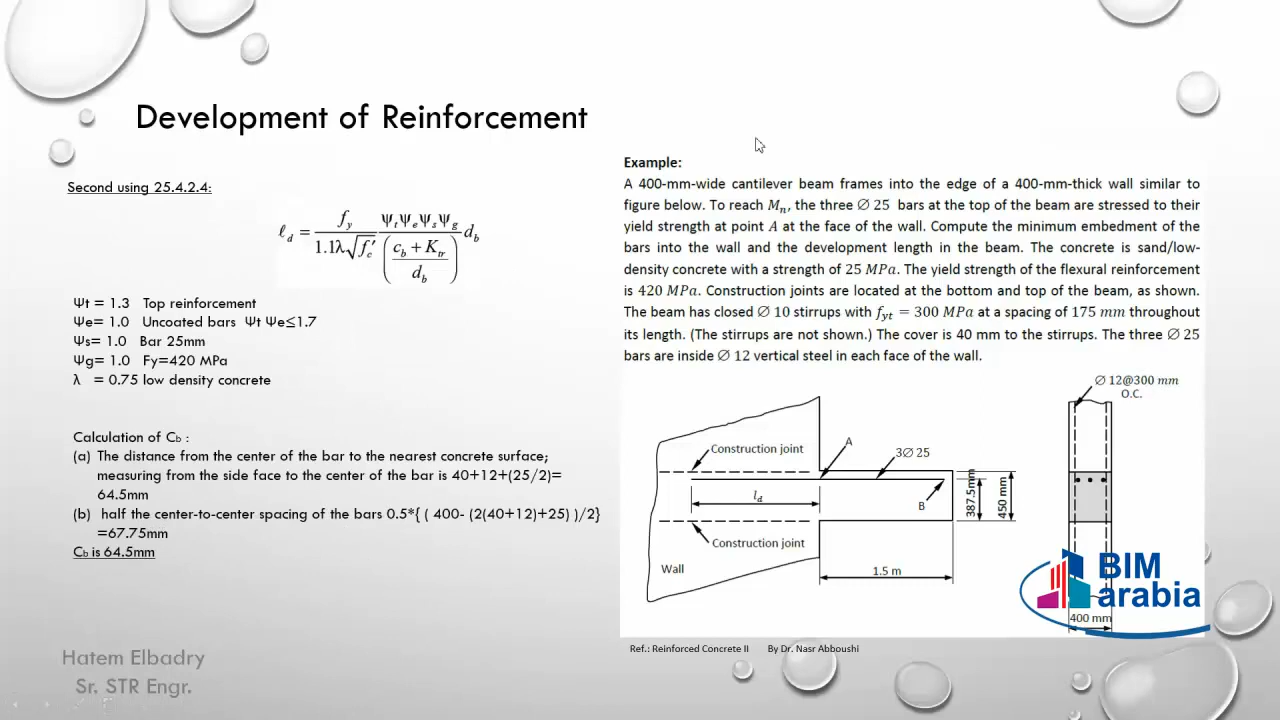 Development of Reinforcement
Second using 25.4.2.4:
ℓd = fy / (1.1λ√f′c) · ΨtΨeΨsΨg / ((cb + Ktr) / db) · db
Ψt = 1.3 Top reinforcement
Ψe= 1.0 Uncoated bars Ψt Ψe≤1.7
Ψs= 1.0 Bar 25mm
Ψg= 1.0 Fy=420 MPa
λ = 0.75 low density concrete
Calculation of Cb :
(a) The distance from the center of the bar to the nearest concrete surface;
measuring from the side face to the center of the bar is 40+12+(25/2)=
64.5mm
(b) half the center-to-center spacing of the bars 0.5*{ ( 400- (2(40+12)+25) )/2}
=67.75mm
Cb is 64.5mm
Hatem Elbadry
Sr. STR Engr.
Example:
A 400-mm-wide cantilever beam frames into the edge of a 400-mm-thick wall similar to
figure below. To reach Mn, the three ∅ 25 bars at the top of the beam are stressed to their
yield strength at point A at the face of the wall. Compute the minimum embedment of the
bars into the wall and the development length in the beam. The concrete is sand/low-
density concrete with a strength of 25 MPa. The yield strength of the flexural reinforcement
is 420 MPa. Construction joints are located at the bottom and top of the beam, as shown.
The beam has closed ∅ 10 stirrups with fyt = 300 MPa at a spacing of 175 mm throughout
its length. (The stirrups are not shown.) The cover is 40 mm to the stirrups. The three ∅ 25
bars are inside ∅ 12 vertical steel in each face of the wall.
∅ 12@300 mm
O.C.
Construction joint
A
3∅ 25
ld
B
387.5mm
450 mm
Construction joint
Wall
1.5 m
BIM
arabia
400 mm
Ref.: Reinforced Concrete II By Dr. Nasr Abboushi